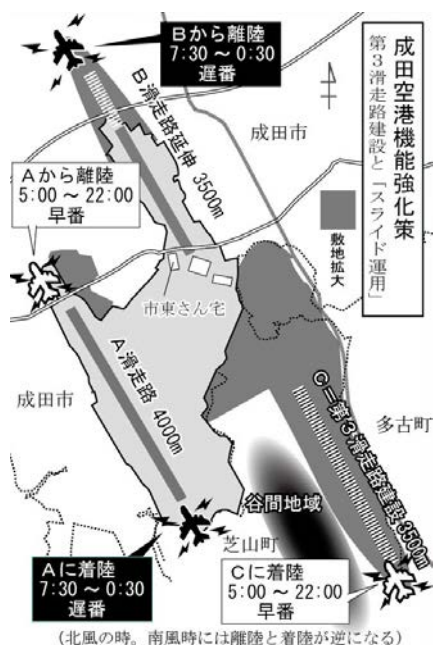 成田空港機能強化策
第3滑走路建設と「スライド運用」
Bから離陸
7:30～0:30
遅番
成田市
B滑走路延伸 3500m
敷地拡大
Aから離陸
5:00～22:00
早番
市東さん宅
A滑走路 4000m
成田市
C=第3滑走路建設 3500m
多古町
谷間地域
芝山町
Aに着陸
7:30～0:30
遅番
Cに着陸
5:00～22:00
早番
(北風の時。南風時には離陸と着陸が逆になる)